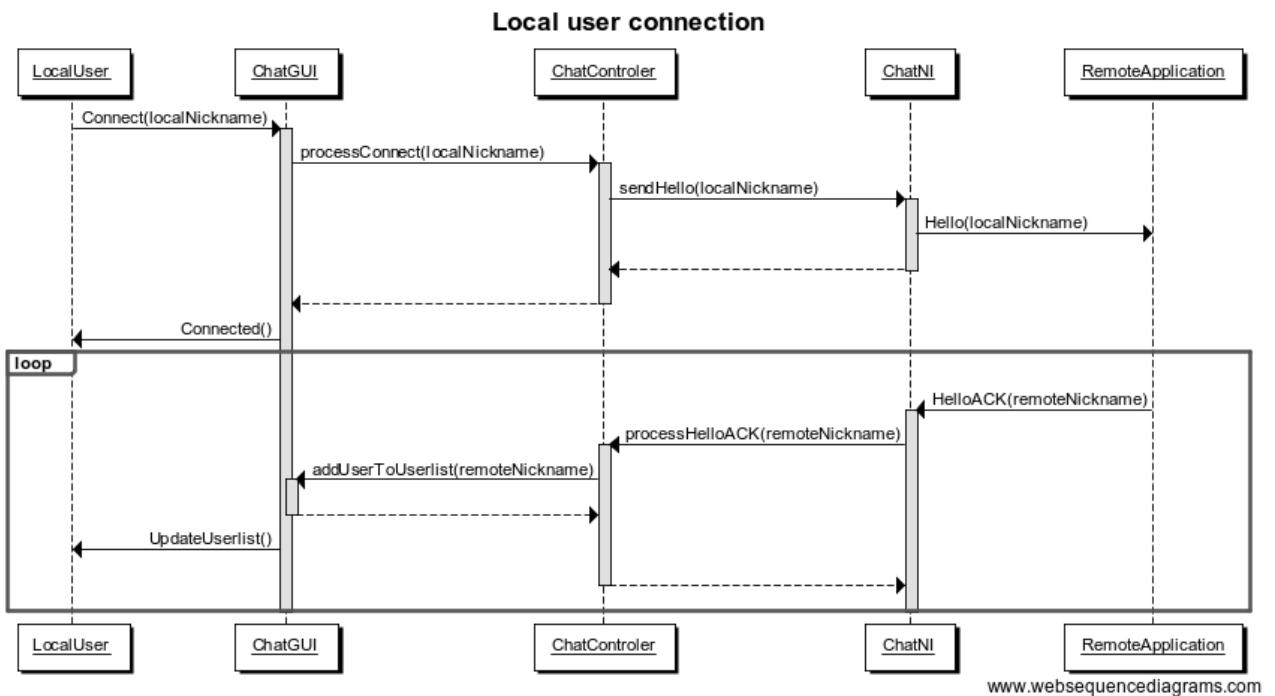 Local user connection
LocalUser
ChatGUI
ChatControler
ChatNI
RemoteApplication
Connect(localNickname)
processConnect(localNickname)
sendHello(localNickname)
Hello(localNickname)
Connected()
loop
HelloACK(remoteNickname)
processHelloACK(remoteNickname)
addUserToUserlist(remoteNickname)
UpdateUserlist()
LocalUser
ChatGUI
ChatControler
ChatNI
RemoteApplication
www.websequencediagrams.com